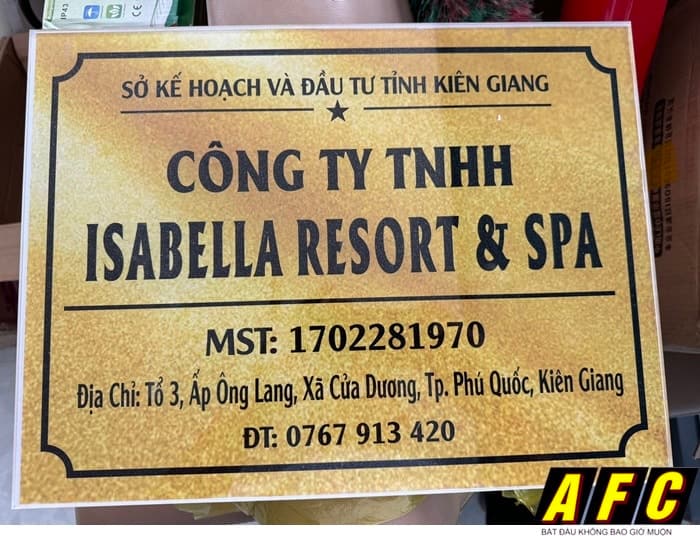 SỞ KẾ HOẠCH VÀ ĐẦU TƯ TỈNH KIÊN GIANG
CÔNG TY TNHH
ISABELLA RESORT & SPA
MST: 1702281970
Địa Chỉ: Tổ 3, Ấp Ông Lang, Xã Cửa Dương, Tp. Phú Quốc, Kiên Giang
ĐT: 0767 913 420
AFC
BẮT ĐẦU KHÔNG BAO GIỜ MUỘN